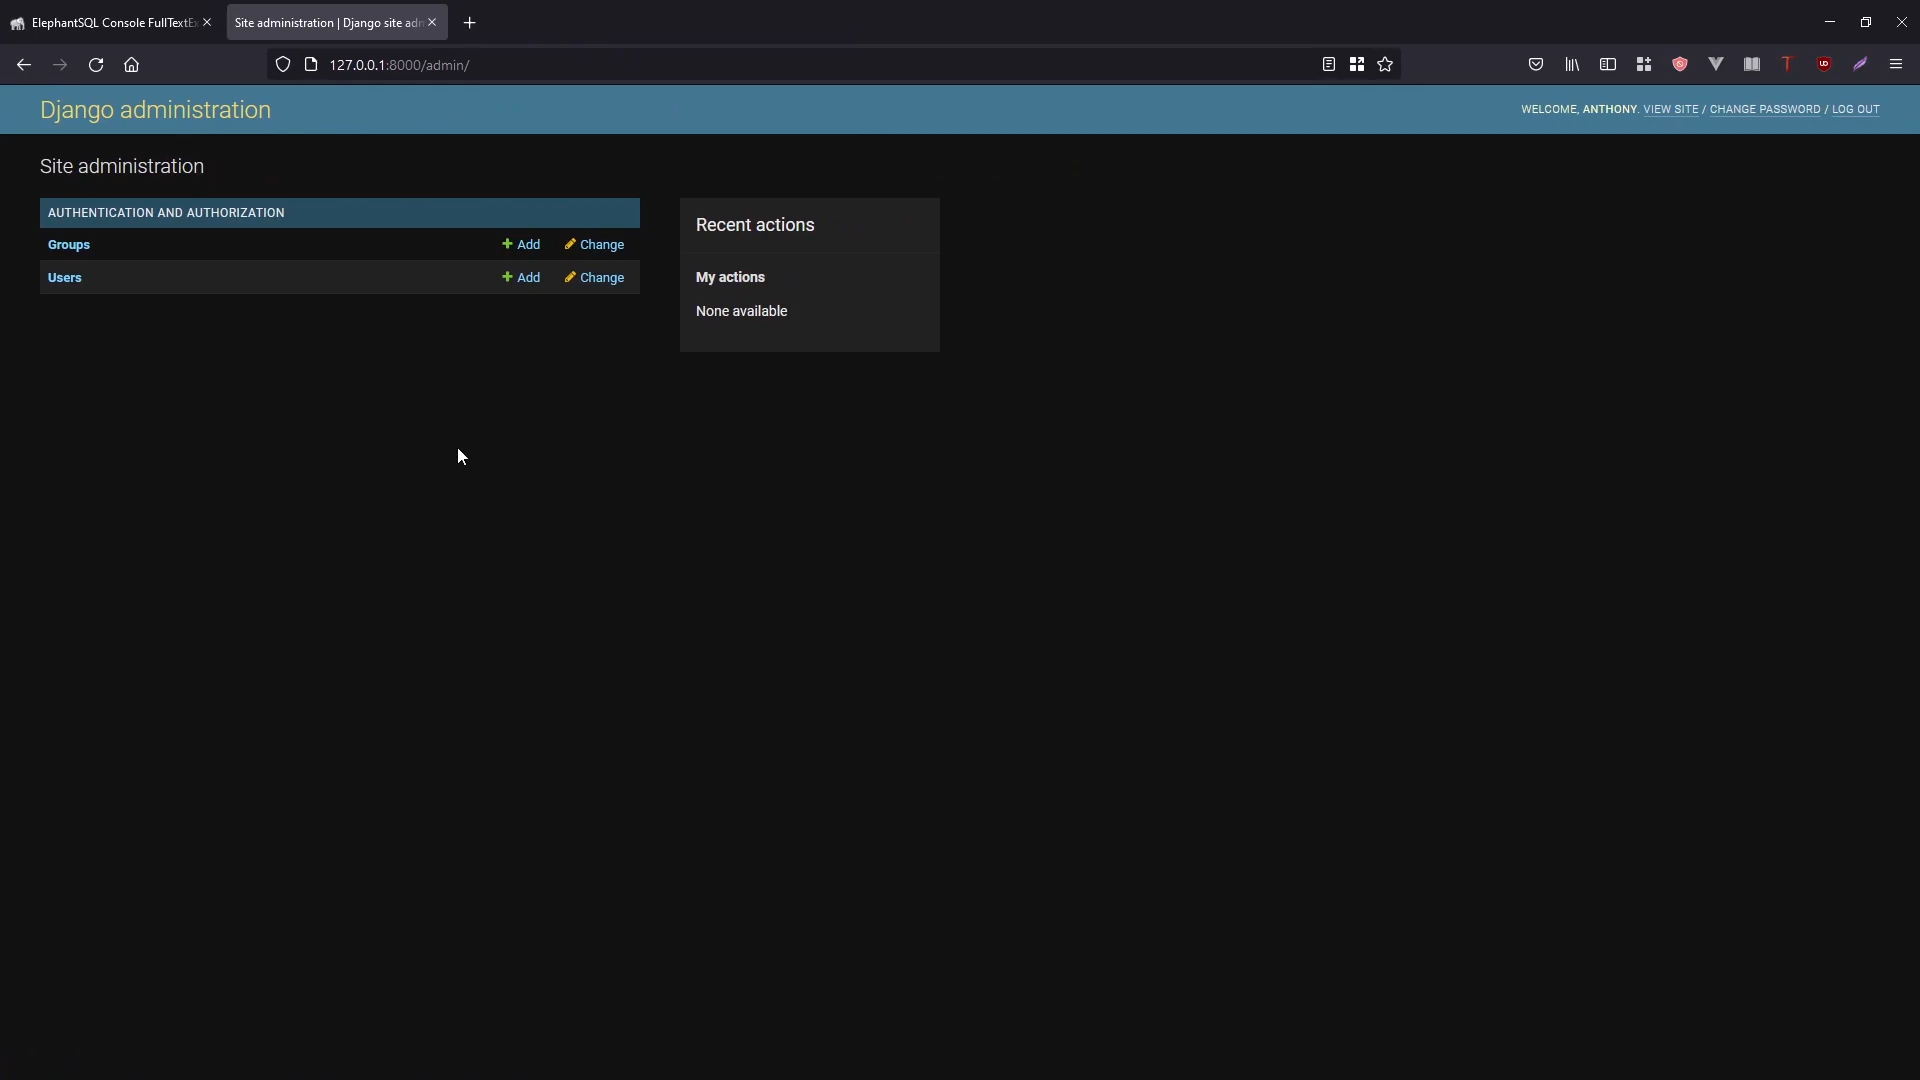 ElephantSQL Console FullTextEx
Site administration | Django site adm
127.0.0.1:8000/admin/
Django administration
WELCOME, ANTHONY. VIEW SITE / CHANGE PASSWORD / LOG OUT
Site administration
AUTHENTICATION AND AUTHORIZATION
Groups Add Change
Users Add Change
Recent actions
My actions
None available